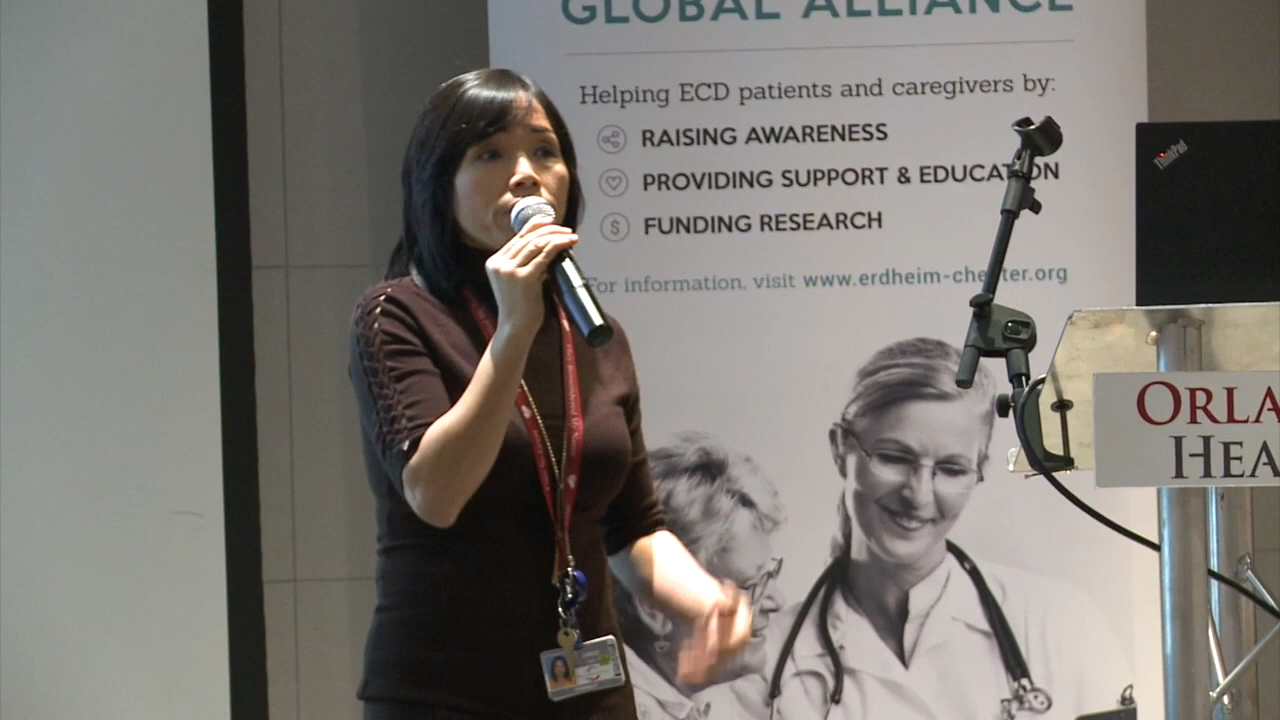 GLOBAL ALLIANCE
Helping ECD patients and caregivers by:
RAISING AWARENESS
PROVIDING SUPPORT & EDUCATION
FUNDING RESEARCH
For information, visit www.erdheim-chester.org
ThinkPad
ORLA
HEA